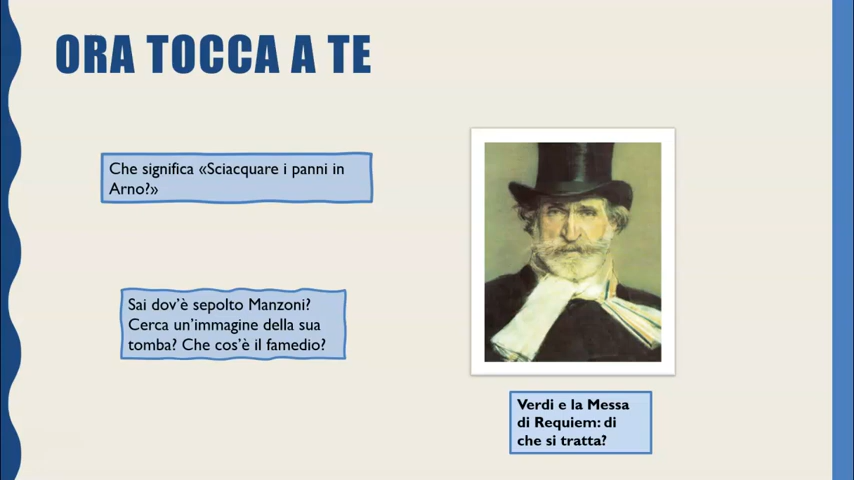 ORA TOCCA A TE
Che significa «Sciacquare i panni in
Arno?»
Sai dov'è sepolto Manzoni?
Cerca un'immagine della sua
tomba? Che cos'è il famedio?
Verdi e la Messa
di Requiem: di
che si tratta?